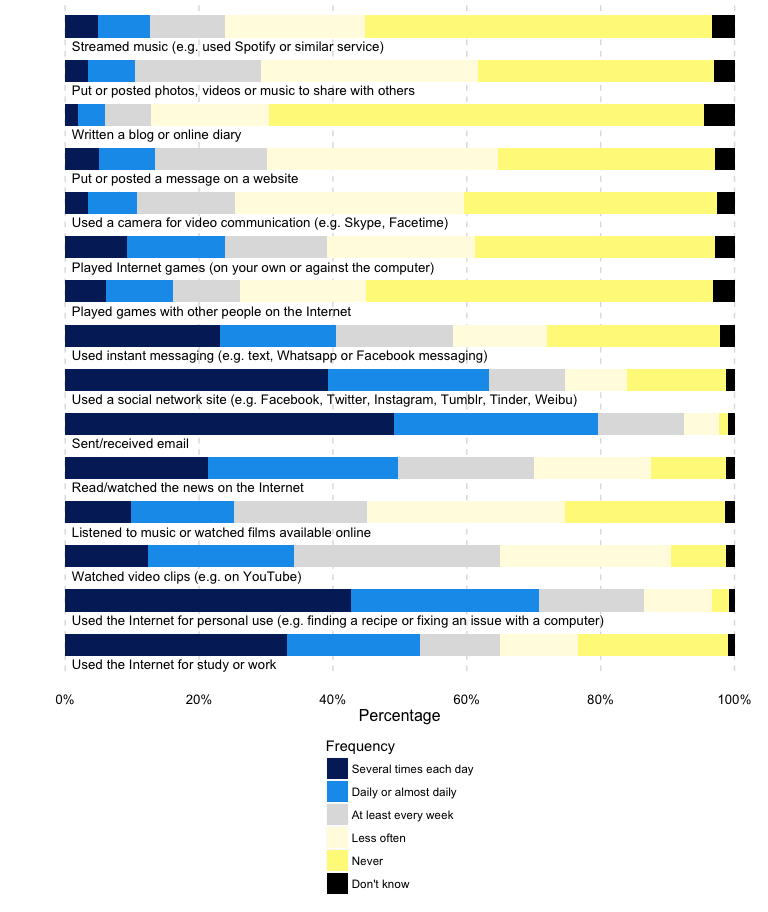 Streamed music (e.g. used Spotify or similar service)
Put or posted photos, videos or music to share with others
Written a blog or online diary
Put or posted a message on a website
Used a camera for video communication (e.g. Skype, Facetime)
Played Internet games (on your own or against the computer)
Played games with other people on the Internet
Used instant messaging (e.g. text, Whatsapp or Facebook messaging)
Used a social network site (e.g. Facebook, Twitter, Instagram, Tumblr, Tinder, Weibu)
Sent/received email
Read/watched the news on the Internet
Listened to music or watched films available online
Watched video clips (e.g. on YouTube)
Used the Internet for personal use (e.g. finding a recipe or fixing an issue with a computer)
Used the Internet for study or work
0% 20% 40% 60% 80% 100%
Percentage
Frequency
Several times each day
Daily or almost daily
At least every week
Less often
Never
Don't know